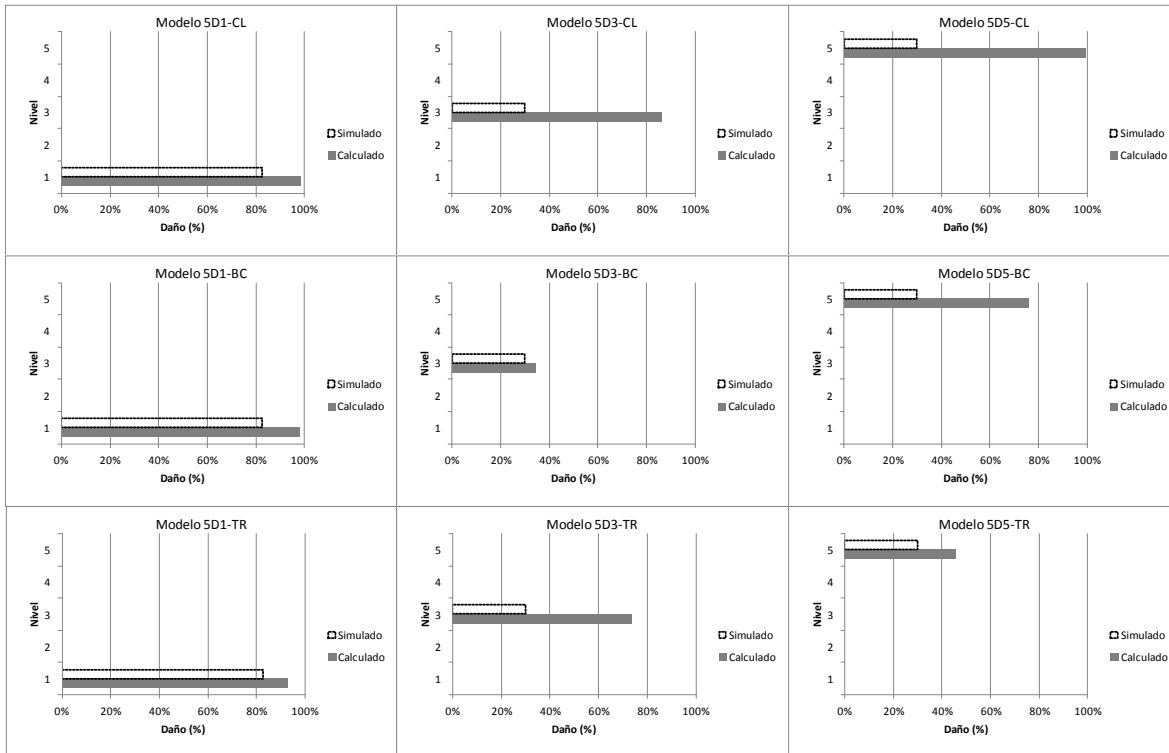 Modelo 5D1-CL
Nivel
5
4
3
2
1
0% 20% 40% 60% 80% 100%
Daño (%)
Simulado
Calculado
Modelo 5D3-CL
Nivel
5
4
3
2
1
0% 20% 40% 60% 80% 100%
Daño (%)
Simulado
Calculado
Modelo 5D5-CL
Nivel
5
4
3
2
1
0% 20% 40% 60% 80% 100%
Daño (%)
Simulado
Calculado
Modelo 5D1-BC
Nivel
5
4
3
2
1
0% 20% 40% 60% 80% 100%
Daño (%)
Simulado
Calculado
Modelo 5D3-BC
Nivel
5
4
3
2
1
0% 20% 40% 60% 80% 100%
Daño (%)
Simulado
Calculado
Modelo 5D5-BC
Nivel
5
4
3
2
1
0% 20% 40% 60% 80% 100%
Daño (%)
Simulado
Calculado
Modelo 5D1-TR
Nivel
5
4
3
2
1
0% 20% 40% 60% 80% 100%
Daño (%)
Simulado
Calculado
Modelo 5D3-TR
Nivel
5
4
3
2
1
0% 20% 40% 60% 80% 100%
Daño (%)
Simulado
Calculado
Modelo 5D5-TR
Nivel
5
4
3
2
1
0% 20% 40% 60% 80% 100%
Daño (%)
Simulado
Calculado